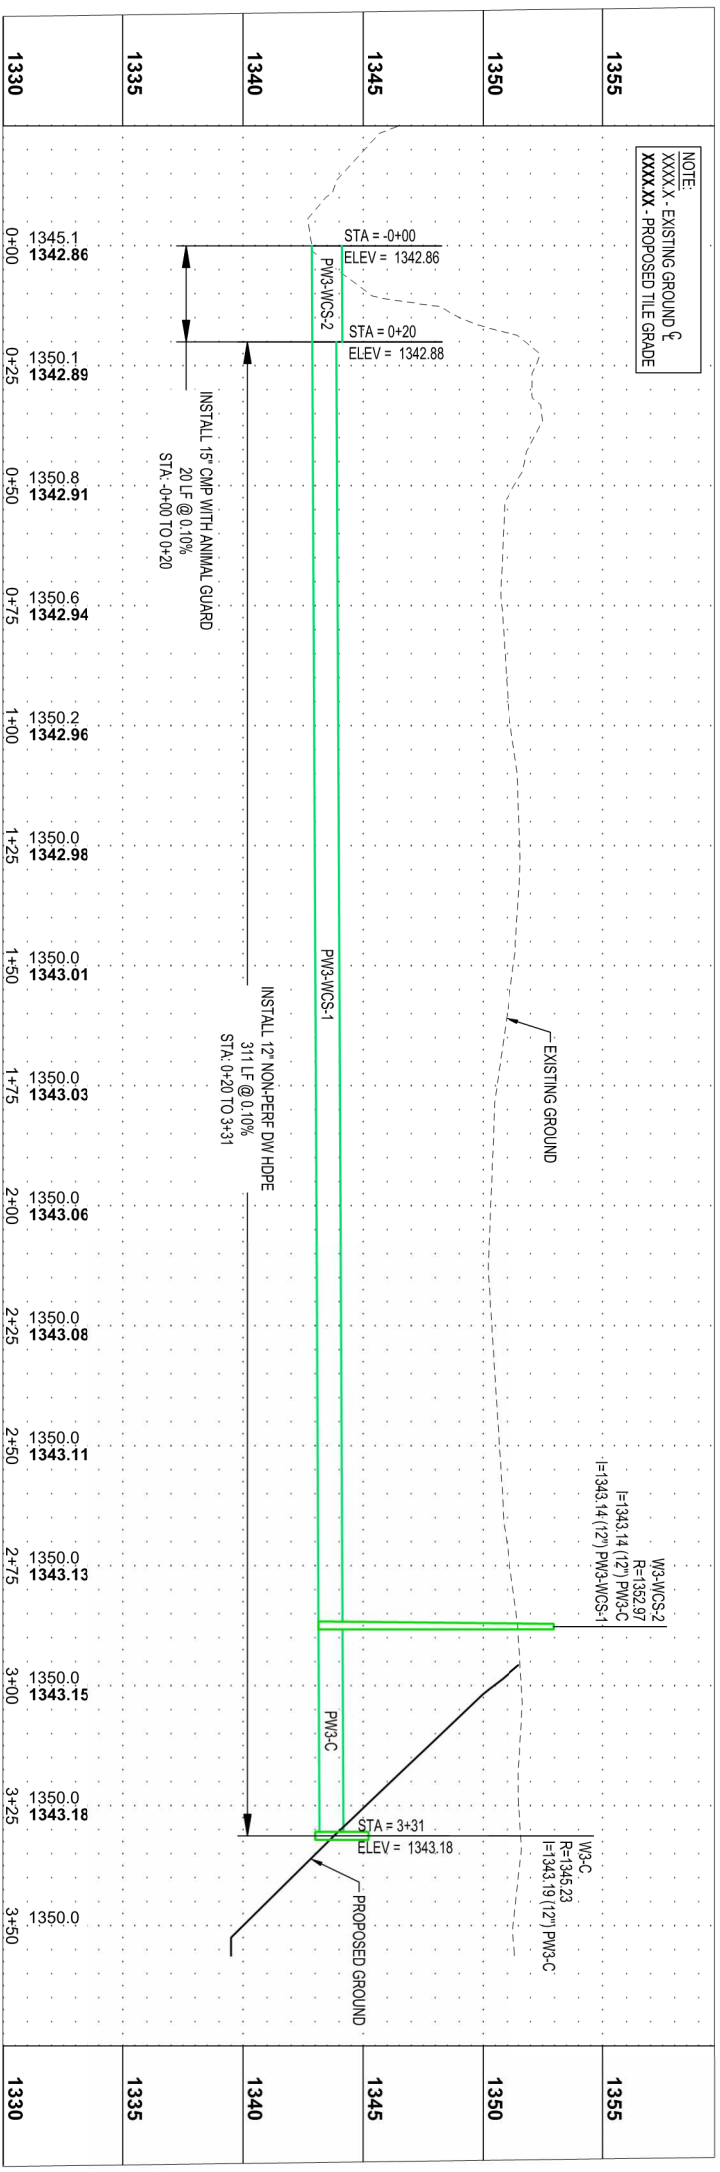 NOTE:
XXXX.X - EXISTING GROUND ℄
XXXX.XX - PROPOSED TILE GRADE
1355
1350
1345
1340
1335
1330
1355
1350
1345
1340
1335
1330
W3-WCS-2
R=1352.97
I=1343.14 (12") PW3-C
I=1343.14 (12") PW3-WCS-1
W3-C
R=1345.23
I=1343.19 (12") PW3-C
EXISTING GROUND
STA = -0+00
ELEV = 1342.86
STA = 0+20
ELEV = 1342.88
STA = 3+31
ELEV = 1343.18
PROPOSED GROUND
PW3-WCS-2
PW3-WCS-1
PW3-C
INSTALL 12" NON-PERF DW HDPE
311 LF @ 0.10%
STA: 0+20 TO 3+31
INSTALL 15" CMP WITH ANIMAL GUARD
20 LF @ 0.10%
STA: -0+00 TO 0+20
1345.1
1342.86
0+00
1350.1
1342.89
0+25
1350.8
1342.91
0+50
1350.6
1342.94
0+75
1350.2
1342.96
1+00
1350.0
1342.98
1+25
1350.0
1343.01
1+50
1350.0
1343.03
1+75
1350.0
1343.06
2+00
1350.0
1343.08
2+25
1350.0
1343.11
2+50
1350.0
1343.13
2+75
1350.0
1343.15
3+00
1350.0
1343.18
3+25
1350.0
3+50